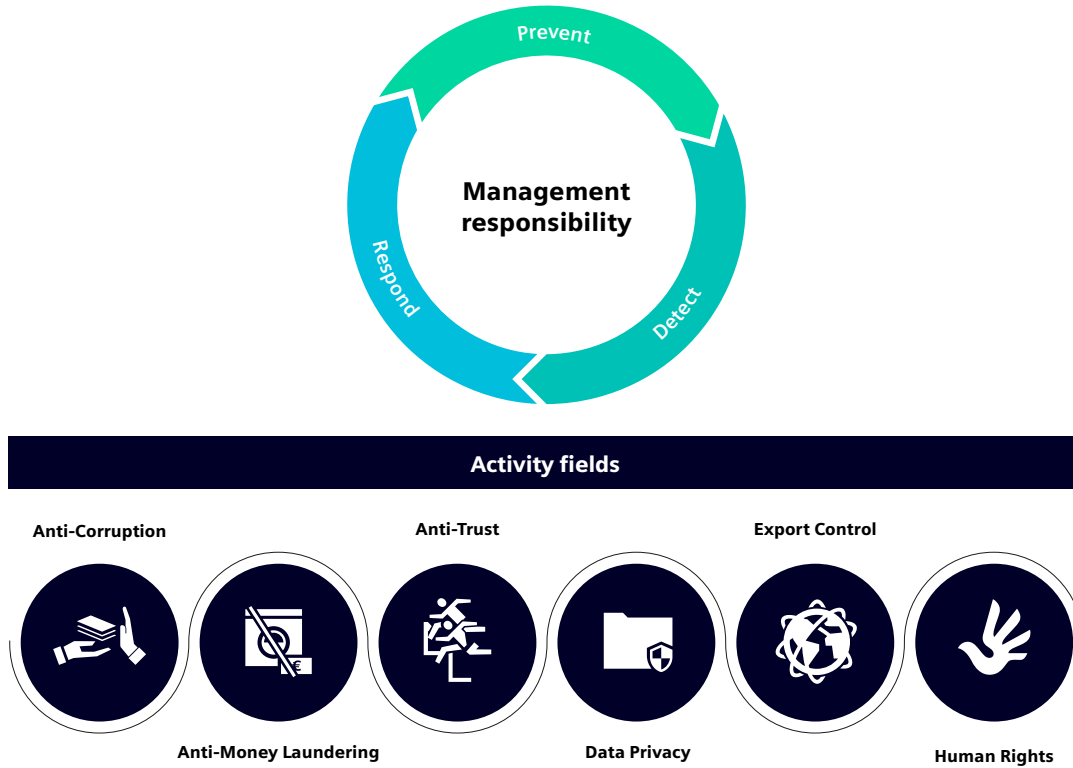 Prevent
Management
responsibility
Respond
Detect
Activity fields
Anti-Corruption
Anti-Trust
Export Control
€
Anti-Money Laundering
Data Privacy
Human Rights